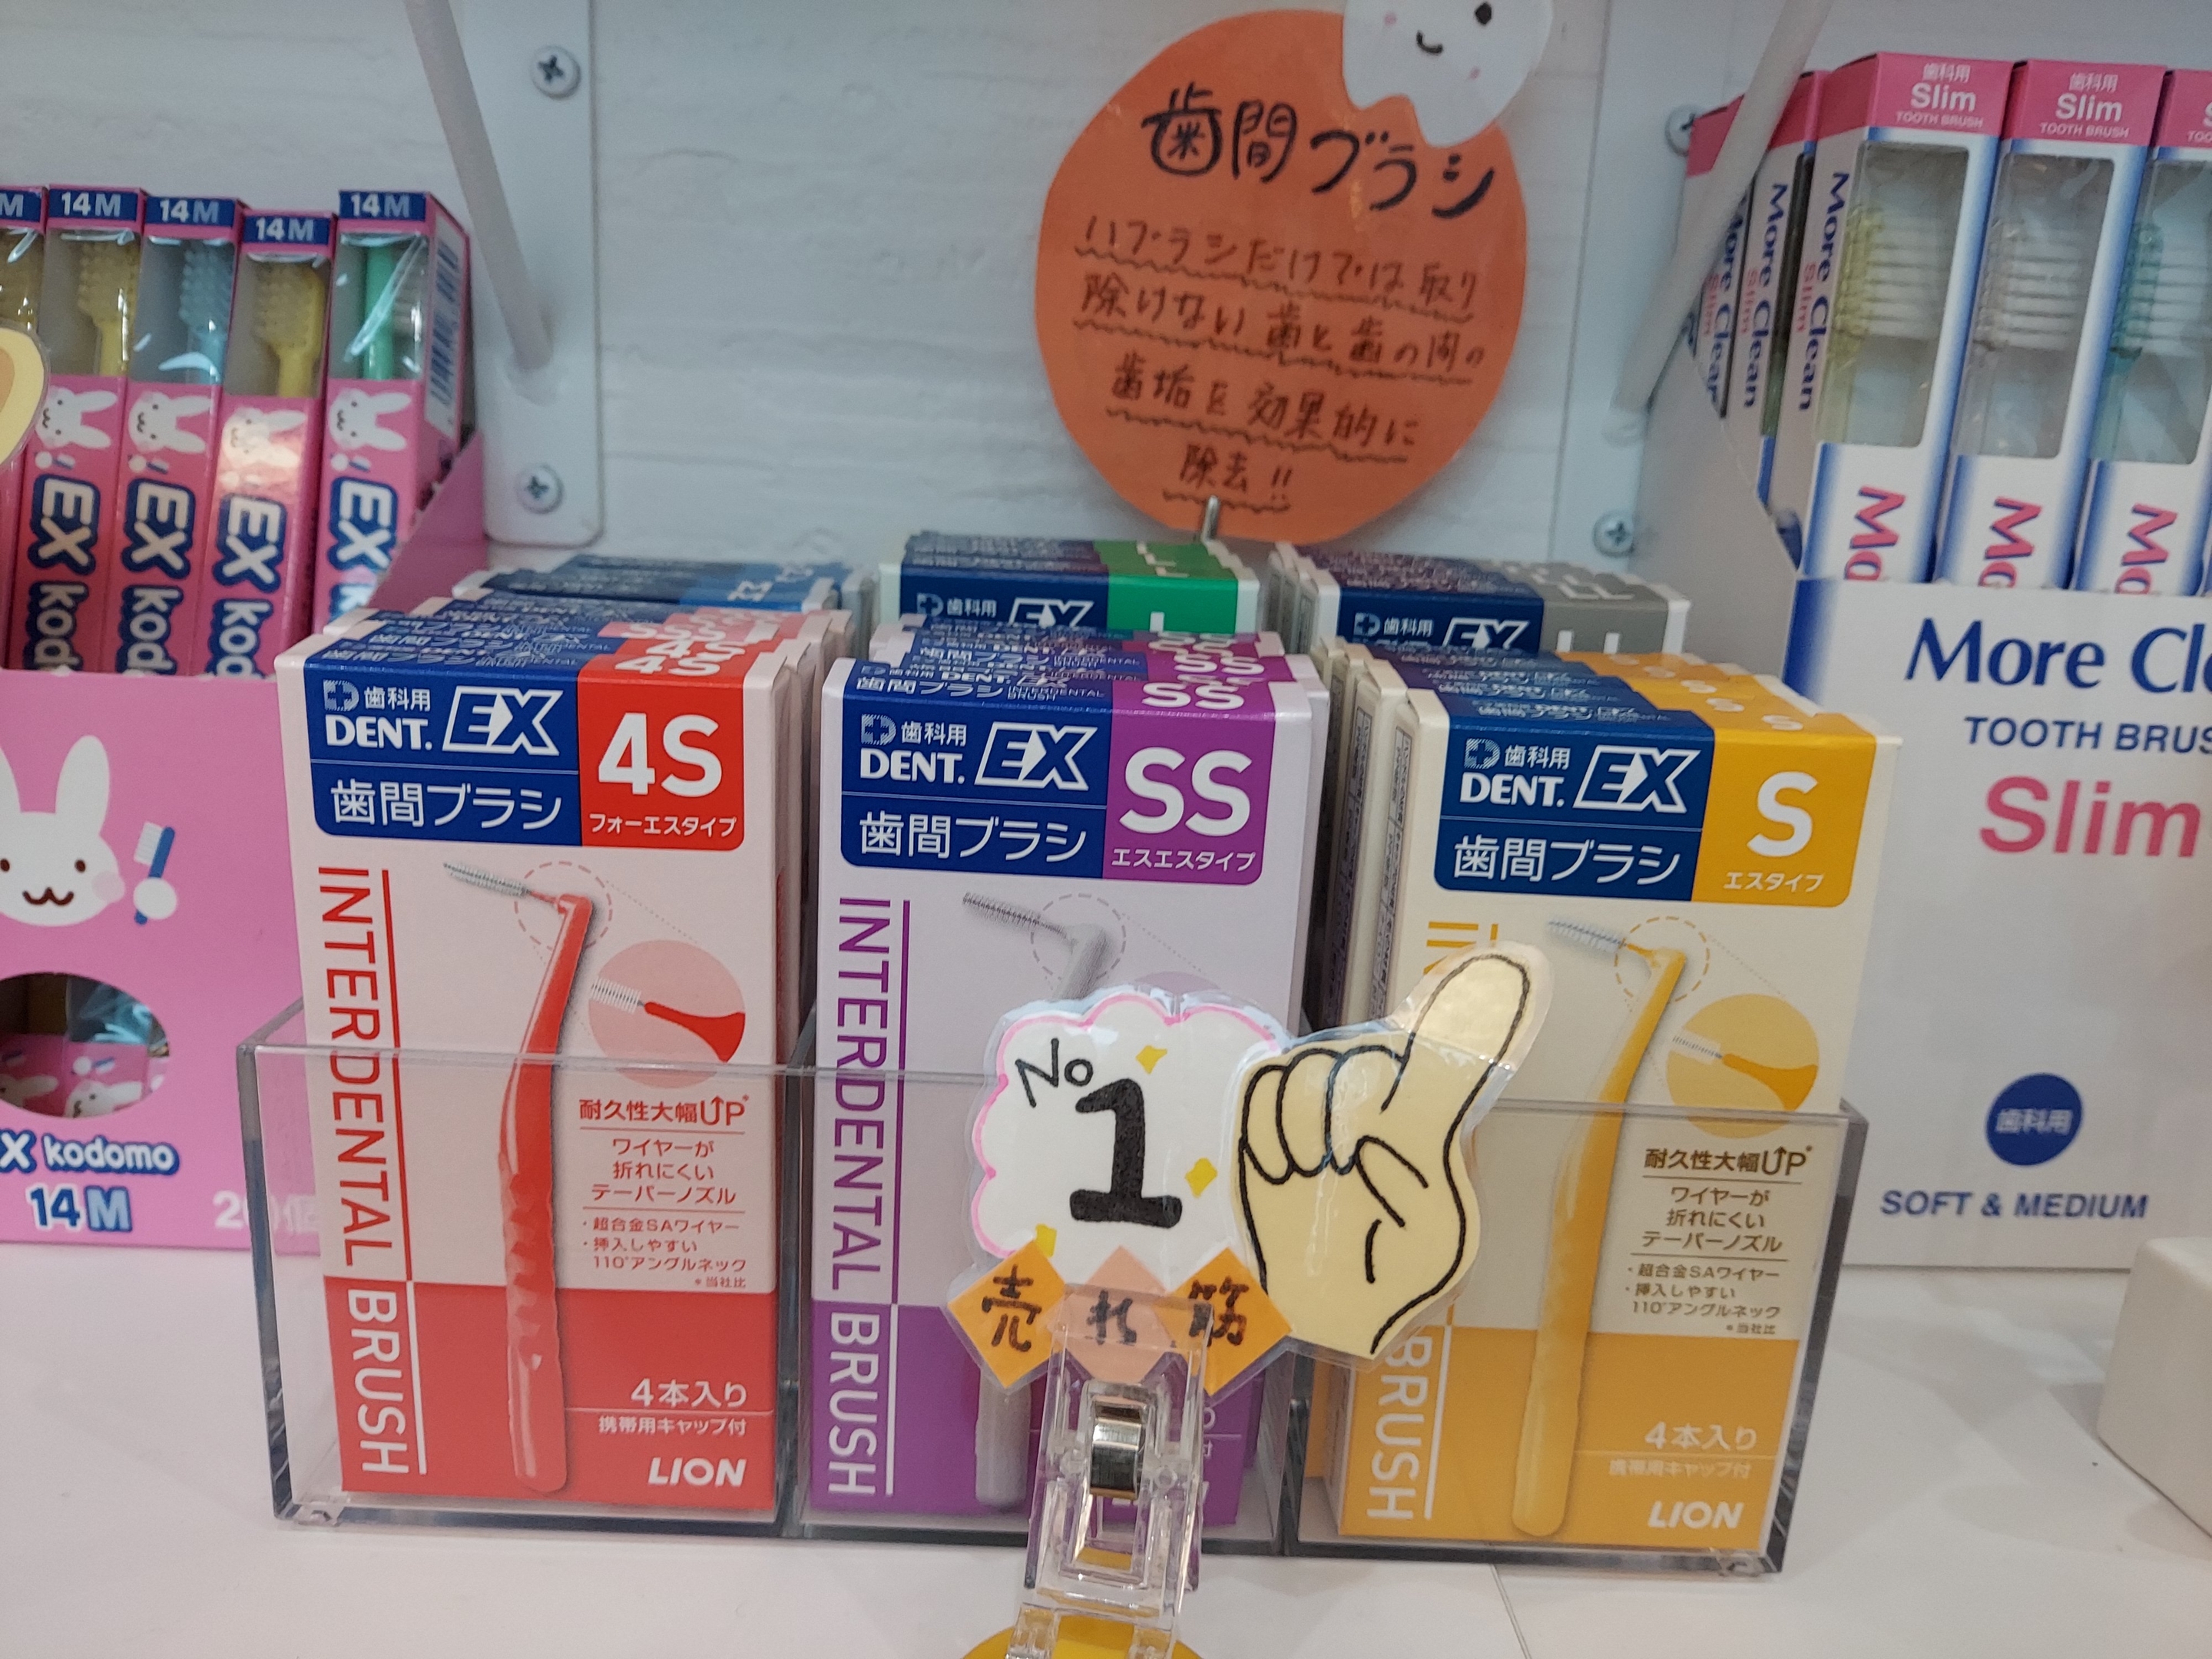 歯間ブラシ
ハブラシだけでは取り
除けない歯と歯の間の
歯垢を効果的に
除去!!
14M
14M
14M
14M
EX
EX
EX
EX
kodomo
14M
歯科用
Slim
TOOTH BRUSH
歯科用
Slim
TOOTH BRUSH
More Clean
Slim
More Clean
Slim
More Clean
Slim
TOOTH
Slim
歯科用
SOFT & MEDIUM
歯科用
EX
L
歯科用
EX
歯科用
DENT. EX
歯間ブラシ
4S
フォーエスタイプ
INTERDENTAL BRUSH
耐久性大幅UP*
ワイヤーが
折れにくい
テーパーノズル
・超合金SAワイヤー
・挿入しやすい
110°アングルネック
*当社比
4本入り
携帯用キャップ付
LION
歯科用
DENT. EX
歯間ブラシ
SS
エスエスタイプ
INTERDENTAL BRUSH
歯科用
DENT. EX
歯間ブラシ
S
エスタイプ
BRUSH
耐久性大幅UP*
ワイヤーが
折れにくい
テーパーノズル
・超合金SAワイヤー
・挿入しやすい
110°アングルネック
*当社比
4本入り
携帯用キャップ付
LION
No
1
売れ筋